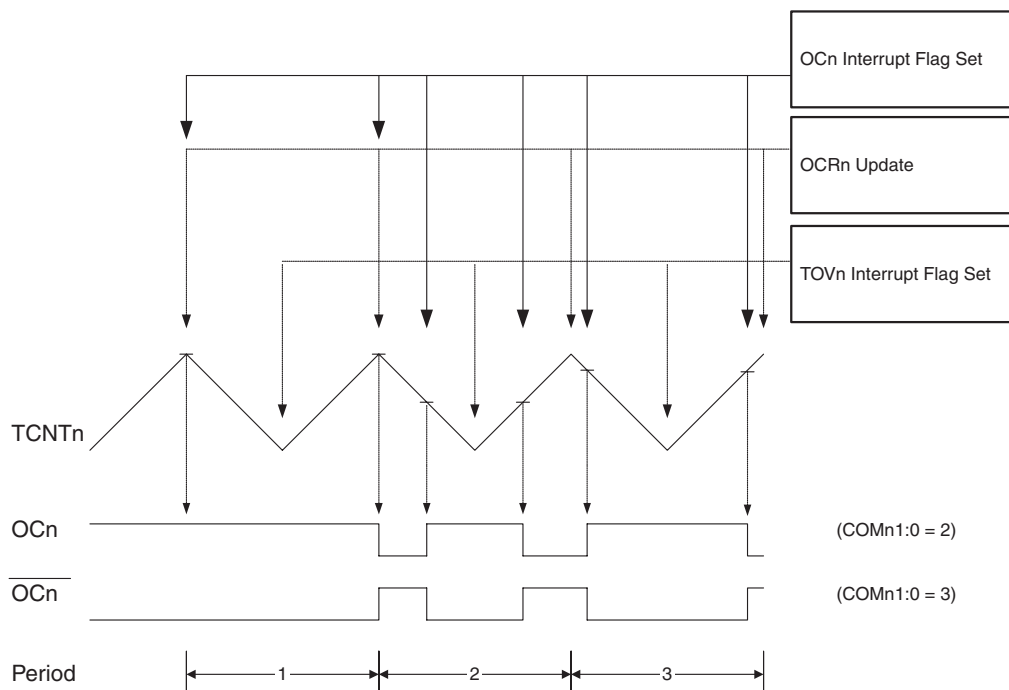 OCn Interrupt Flag Set
OCRn Update
TOVn Interrupt Flag Set
TCNTn
OCn
(COMn1:0 = 2)
OCn
(COMn1:0 = 3)
Period
1
2
3